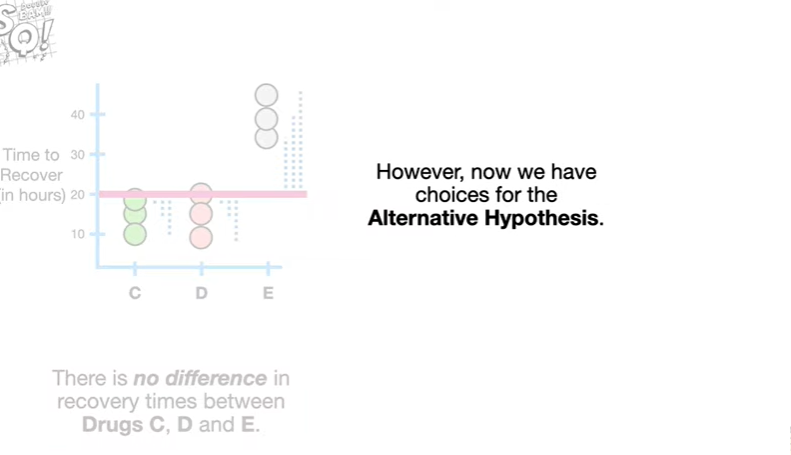 BAM!!!
40
Time to 30
Recover
(in hours) 20
10
C D E
However, now we have
choices for the
Alternative Hypothesis.
There is no difference in
recovery times between
Drugs C, D and E.